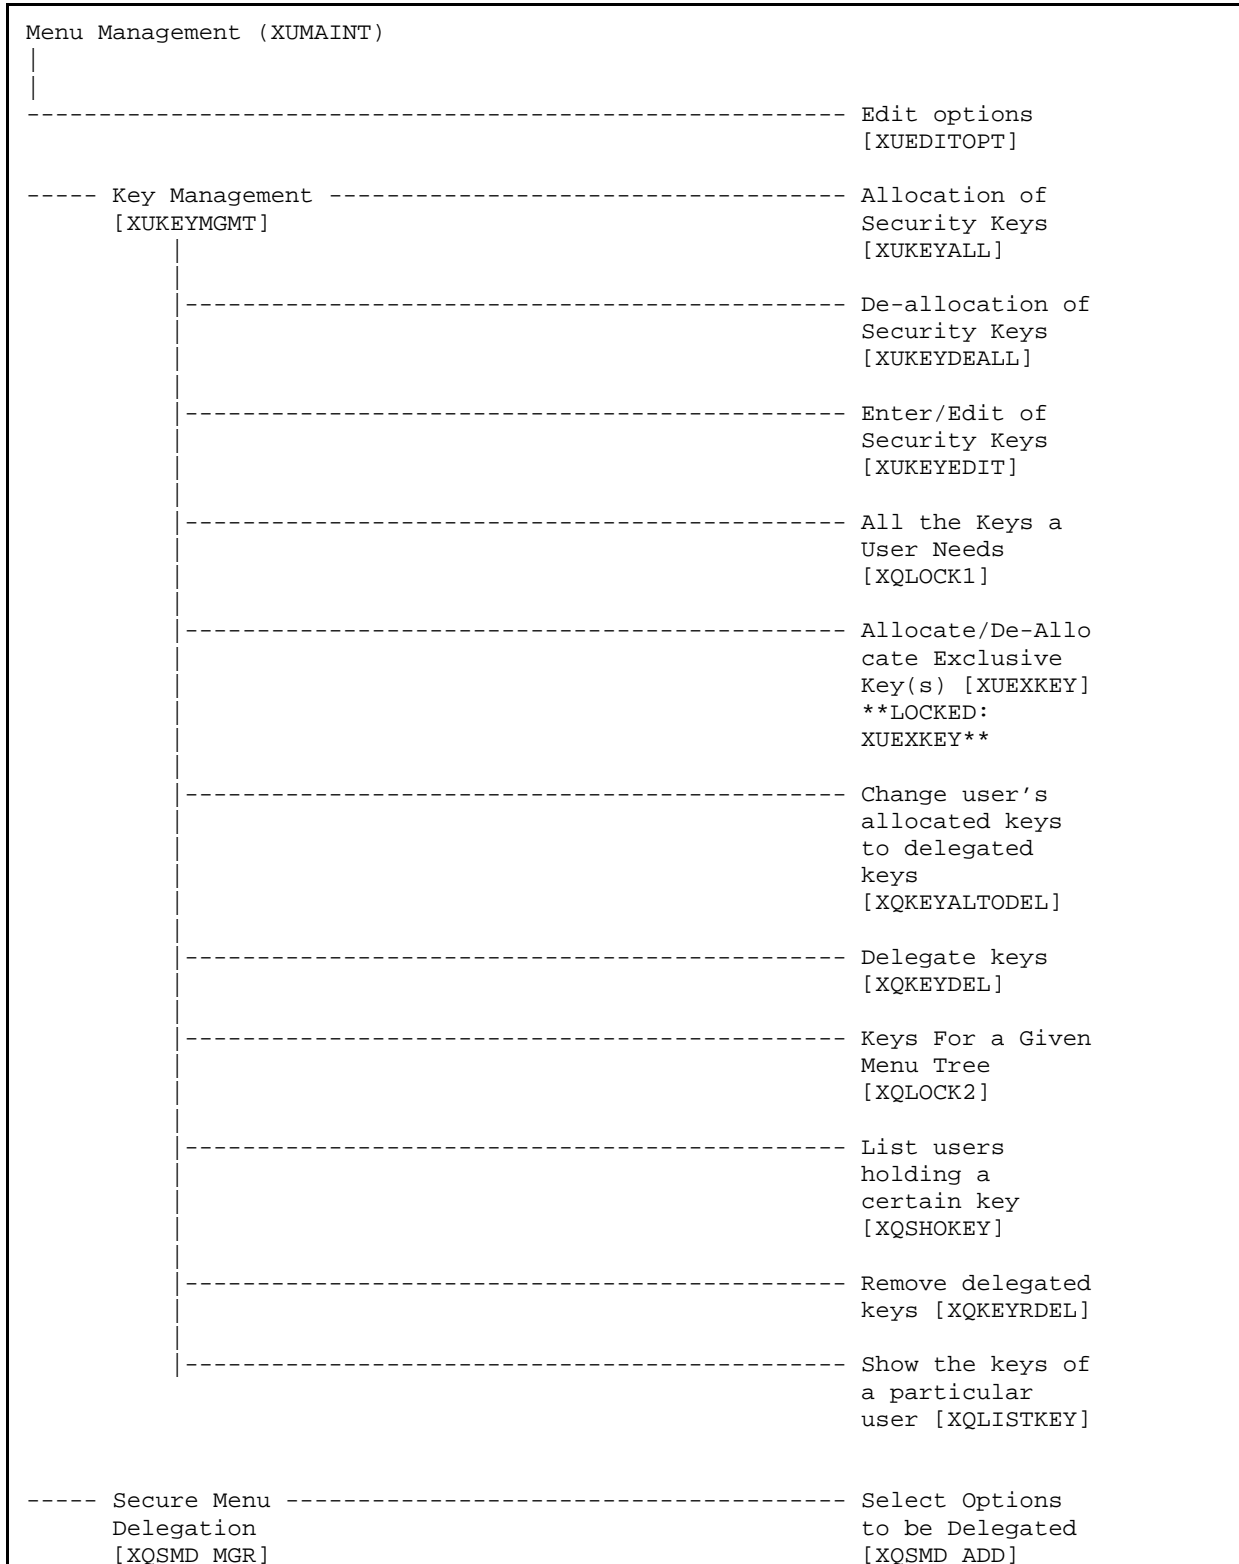 Menu Management (XUMAINT)
|
|
--------------------------------------------------------- Edit options
[XUEDITOPT]
----- Key Management ------------------------------------ Allocation of
[XUKEYMGMT] Security Keys
| [XUKEYALL]
|
|---------------------------------------------- De-allocation of
| Security Keys
| [XUKEYDEALL]
|
|---------------------------------------------- Enter/Edit of
| Security Keys
| [XUKEYEDIT]
|
|---------------------------------------------- All the Keys a
| User Needs
| [XQLOCK1]
|
|---------------------------------------------- Allocate/De-Allo
| cate Exclusive
| Key(s) [XUEXKEY]
| **LOCKED:
| XUEXKEY**
|
|---------------------------------------------- Change user's
| allocated keys
| to delegated
| keys
| [XQKEYALTODEL]
|
|---------------------------------------------- Delegate keys
| [XQKEYDEL]
|
|---------------------------------------------- Keys For a Given
| Menu Tree
| [XQLOCK2]
|
|---------------------------------------------- List users
| holding a
| certain key
| [XQSHOKEY]
|
|---------------------------------------------- Remove delegated
| keys [XQKEYRDEL]
|
|---------------------------------------------- Show the keys of
a particular
user [XQLISTKEY]
----- Secure Menu --------------------------------------- Select Options
Delegation to be Delegated
[XQSMD MGR] [XQSMD ADD]